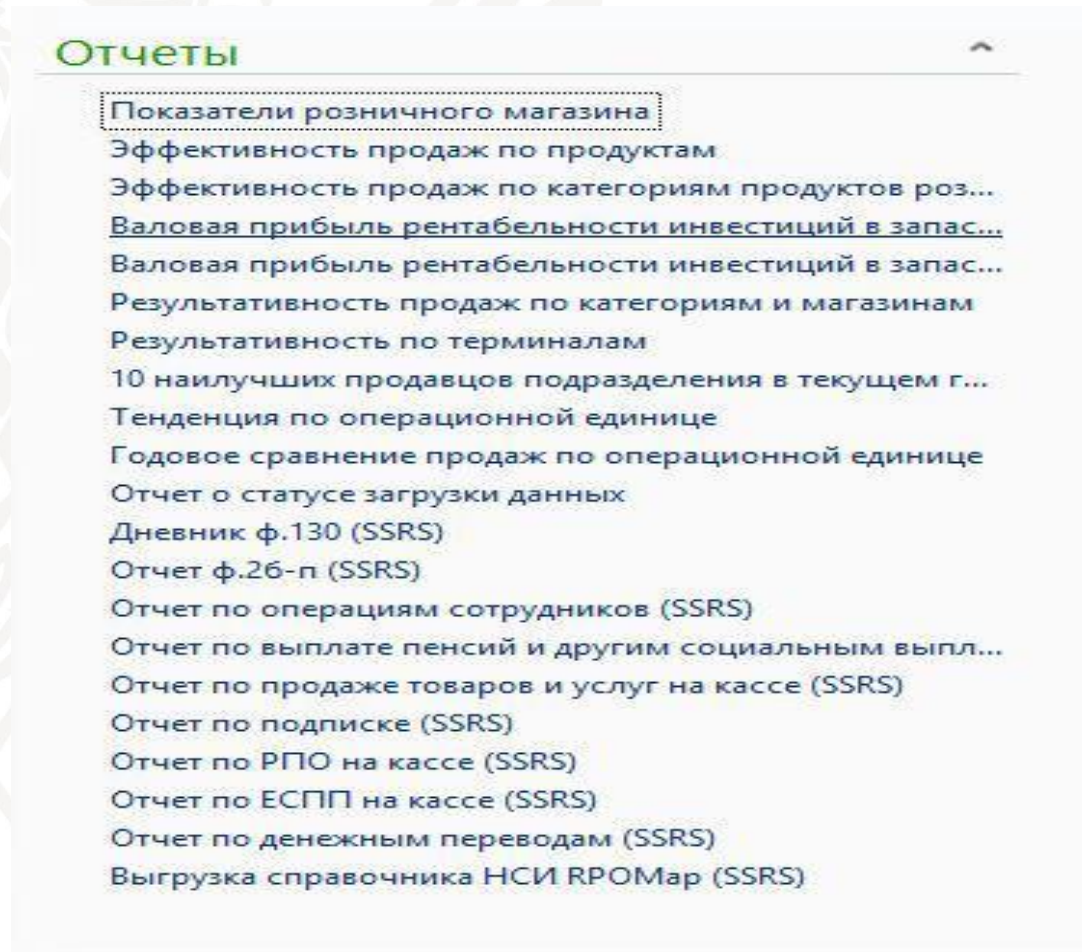 Отчеты
Показатели розничного магазина
Эффективность продаж по продуктам
Эффективность продаж по категориям продуктов роз...
Валовая прибыль рентабельности инвестиций в запас...
Валовая прибыль рентабельности инвестиций в запас...
Результативность продаж по категориям и магазинам
Результативность по терминалам
10 наилучших продавцов подразделения в текущем г...
Тенденция по операционной единице
Годовое сравнение продаж по операционной единице
Отчет о статусе загрузки данных
Дневник ф.130 (SSRS)
Отчет ф.26-п (SSRS)
Отчет по операциям сотрудников (SSRS)
Отчет по выплате пенсий и другим социальным выпл...
Отчет по продаже товаров и услуг на кассе (SSRS)
Отчет по подписке (SSRS)
Отчет по РПО на кассе (SSRS)
Отчет по ЕСПП на кассе (SSRS)
Отчет по денежным переводам (SSRS)
Выгрузка справочника НСИ RPOMap (SSRS)